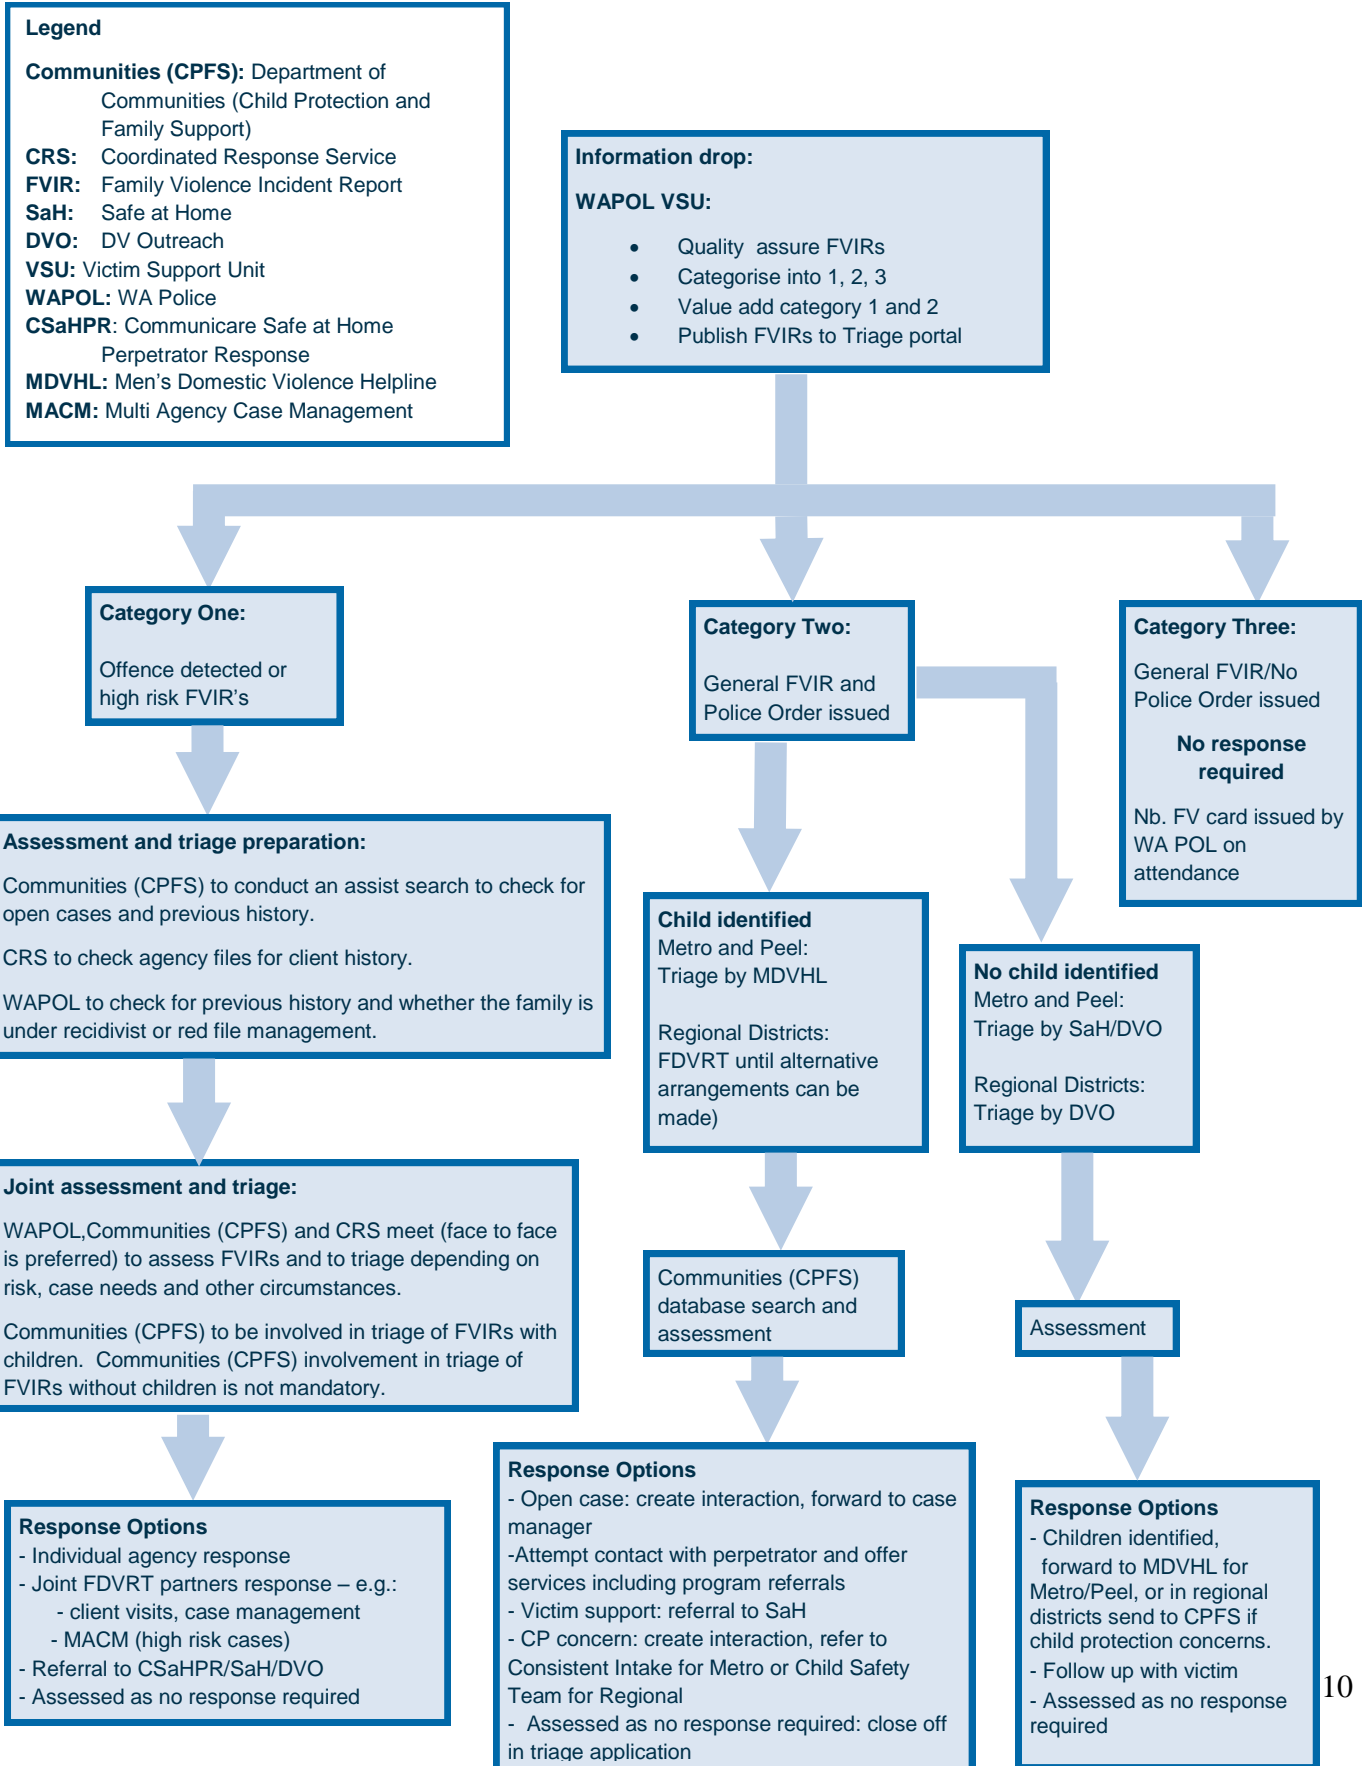 Legend
Communities (CPFS): Department of
Communities (Child Protection and
Family Support)
CRS: Coordinated Response Service
FVIR: Family Violence Incident Report
SaH: Safe at Home
DVO: DV Outreach
VSU: Victim Support Unit
WAPOL: WA Police
CSaHPR: Communicare Safe at Home
Perpetrator Response
MDVHL: Men's Domestic Violence Helpline
MACM: Multi Agency Case Management
Information drop:
WAPOL VSU:
• Quality assure FVIRs
• Categorise into 1, 2, 3
• Value add category 1 and 2
• Publish FVIRs to Triage portal
Category One:
Offence detected or
high risk FVIR's
Category Two:
General FVIR and
Police Order issued
Category Three:
General FVIR/No
Police Order issued
No response
required
Nb. FV card issued by
WA POL on
attendance
Assessment and triage preparation:
Communities (CPFS) to conduct an assist search to check for
open cases and previous history.
CRS to check agency files for client history.
WAPOL to check for previous history and whether the family is
under recidivist or red file management.
Child identified
Metro and Peel:
Triage by MDVHL
Regional Districts:
FDVRT until alternative
arrangements can be
made)
No child identified
Metro and Peel:
Triage by SaH/DVO
Regional Districts:
Triage by DVO
Joint assessment and triage:
WAPOL,Communities (CPFS) and CRS meet (face to face
is preferred) to assess FVIRs and to triage depending on
risk, case needs and other circumstances.
Communities (CPFS) to be involved in triage of FVIRs with
children. Communities (CPFS) involvement in triage of
FVIRs without children is not mandatory.
Communities (CPFS)
database search and
assessment
Assessment
Response Options
- Individual agency response
- Joint FDVRT partners response – e.g.:
- client visits, case management
- MACM (high risk cases)
- Referral to CSaHPR/SaH/DVO
- Assessed as no response required
Response Options
- Open case: create interaction, forward to case
manager
-Attempt contact with perpetrator and offer
services including program referrals
- Victim support: referral to SaH
- CP concern: create interaction, refer to
Consistent Intake for Metro or Child Safety
Team for Regional
- Assessed as no response required: close off
in triage application
Response Options
- Children identified,
forward to MDVHL for
Metro/Peel, or in regional
districts send to CPFS if
child protection concerns.
- Follow up with victim
- Assessed as no response
required
10